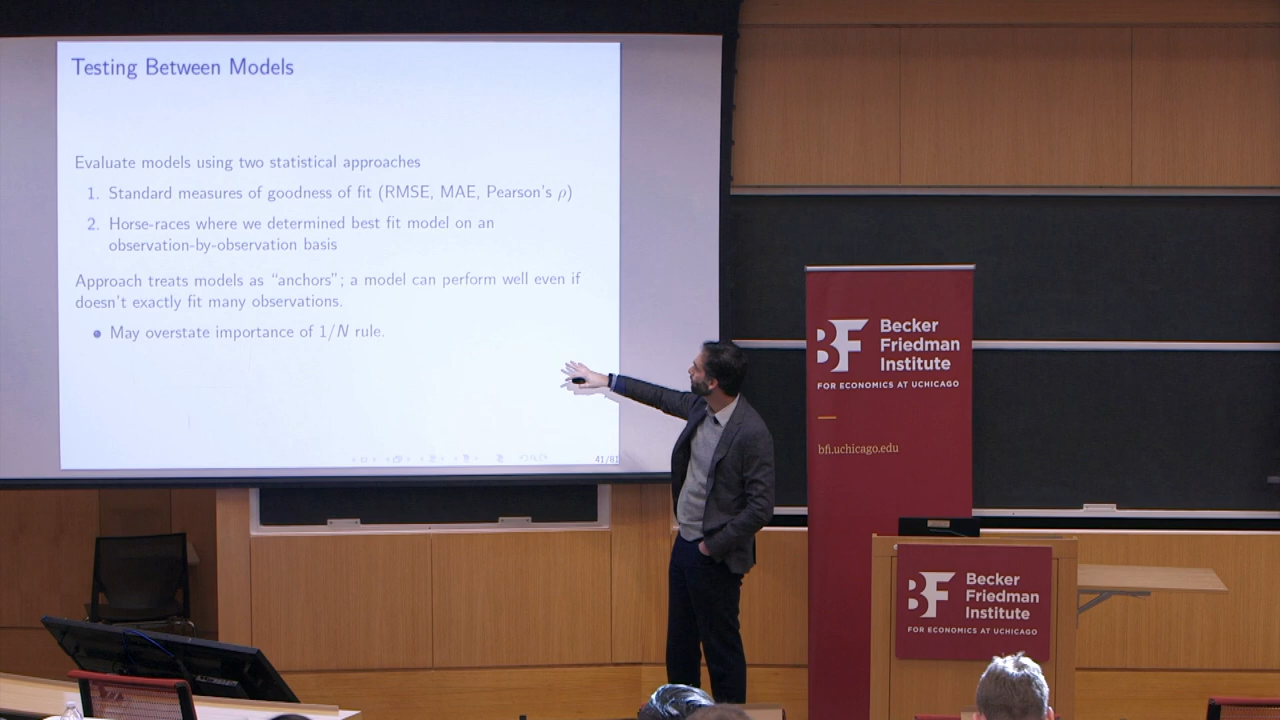 Testing Between Models
Evaluate models using two statistical approaches
1. Standard measures of goodness of fit (RMSE, MAE, Pearson's ρ)
2. Horse-races where we determined best fit model on an
observation-by-observation basis
Approach treats models as “anchors”; a model can perform well even if
doesn't exactly fit many observations.
• May overstate importance of 1/N rule.
41/81
BF
Becker
Friedman
Institute
FOR ECONOMICS AT UCHICAGO
bfi.uchicago.edu
BF
Becker
Friedman
Institute
FOR ECONOMICS AT UCHICAGO